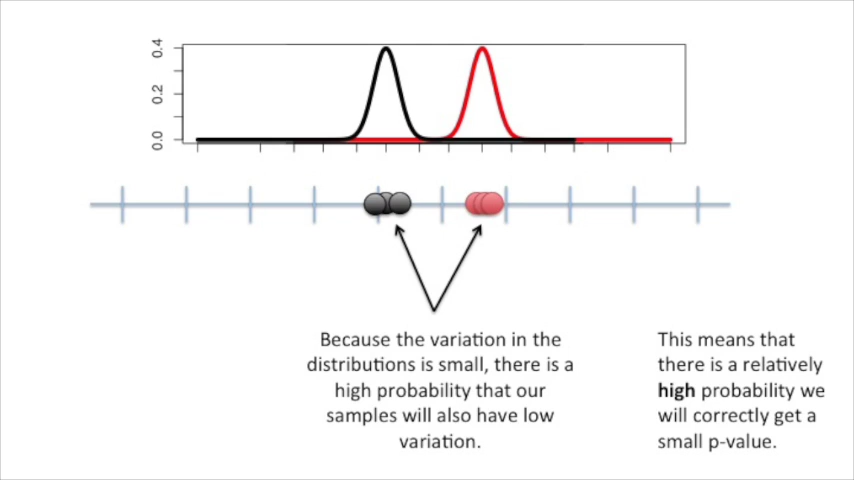 0.4
0.2
0.0
Because the variation in the
distributions is small, there is a
high probability that our
samples will also have low
variation.
This means that
there is a relatively
high probability we
will correctly get a
small p-value.